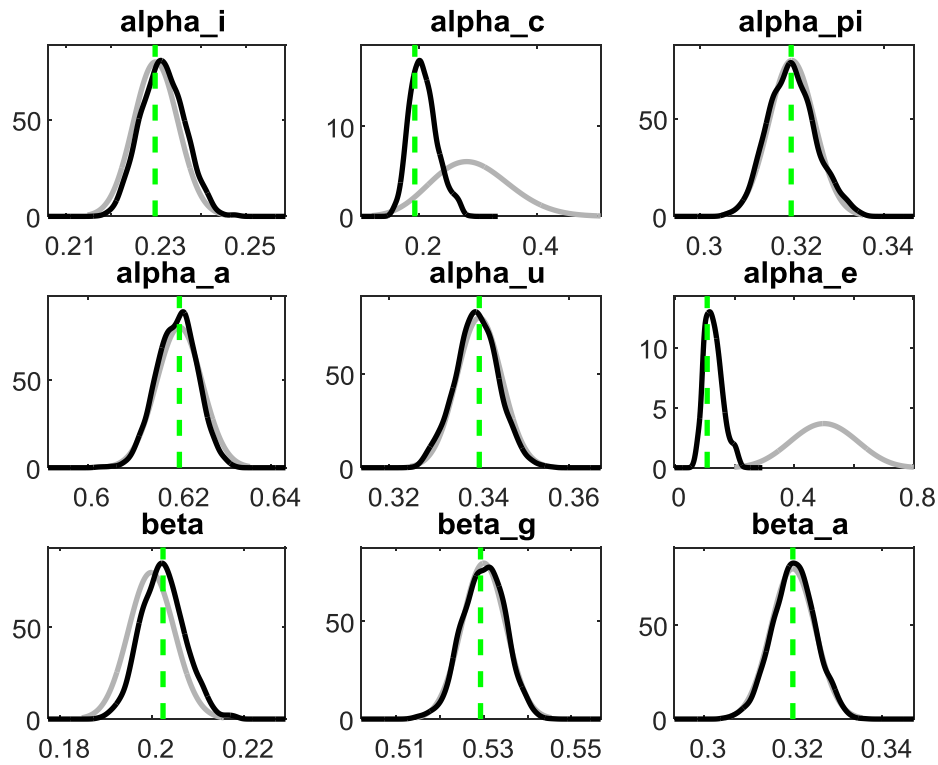 alpha_i alpha_c alpha_pi
50 10 50
0 0 0
0.21 0.23 0.25 0.2 0.4 0.3 0.32 0.34
alpha_a alpha_u alpha_e
50 50 10
5
0 0 0
0.6 0.62 0.64 0.32 0.34 0.36 0 0.4 0.8
beta beta_g beta_a
50 50 50
0 0 0
0.18 0.2 0.22 0.51 0.53 0.55 0.3 0.32 0.34